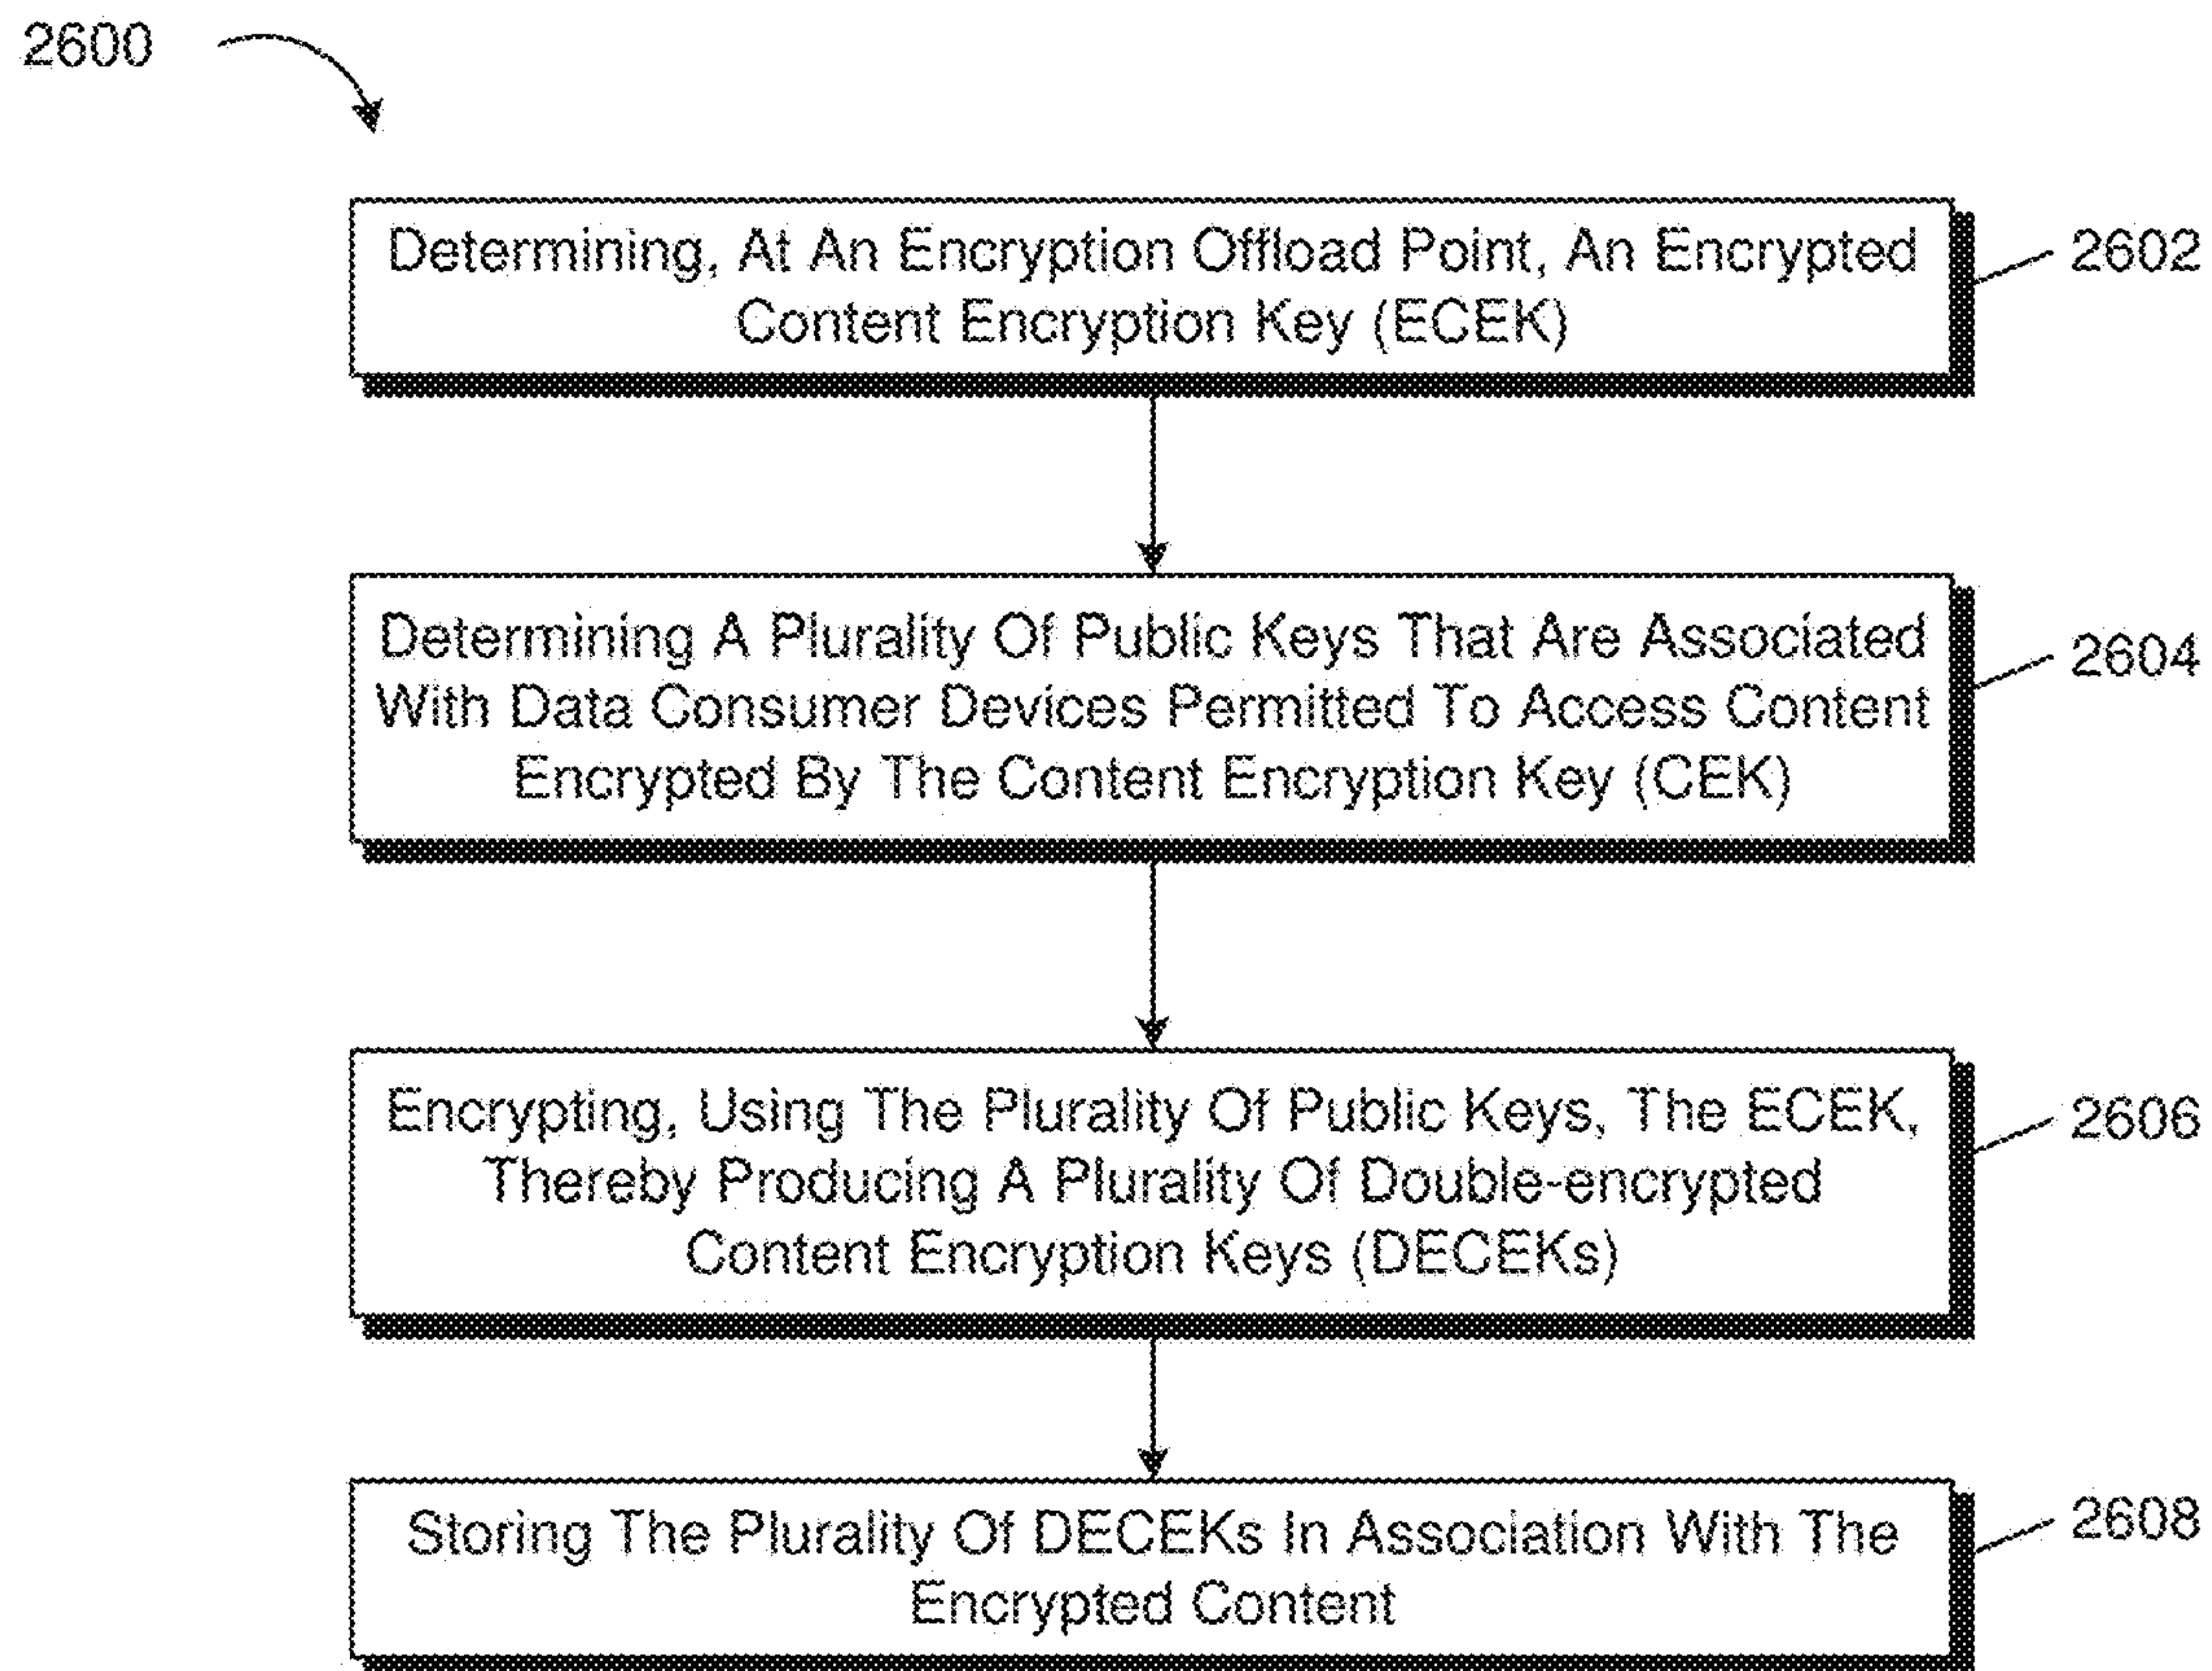 2600
Determining, At An Encryption Offload Point, An Encrypted
Content Encryption Key (ECEK)
2602
Determining A Plurality Of Public Keys That Are Associated
With Data Consumer Devices Permitted To Access Content
Encrypted By The Content Encryption Key (CEK)
2604
Encrypting, Using The Plurality Of Public Keys, The ECEK,
Thereby Producing A Plurality Of Double-encrypted
Content Encryption Keys (DECEKs)
2606
Storing The Plurality Of DECEKs In Association With The
Encrypted Content
2608